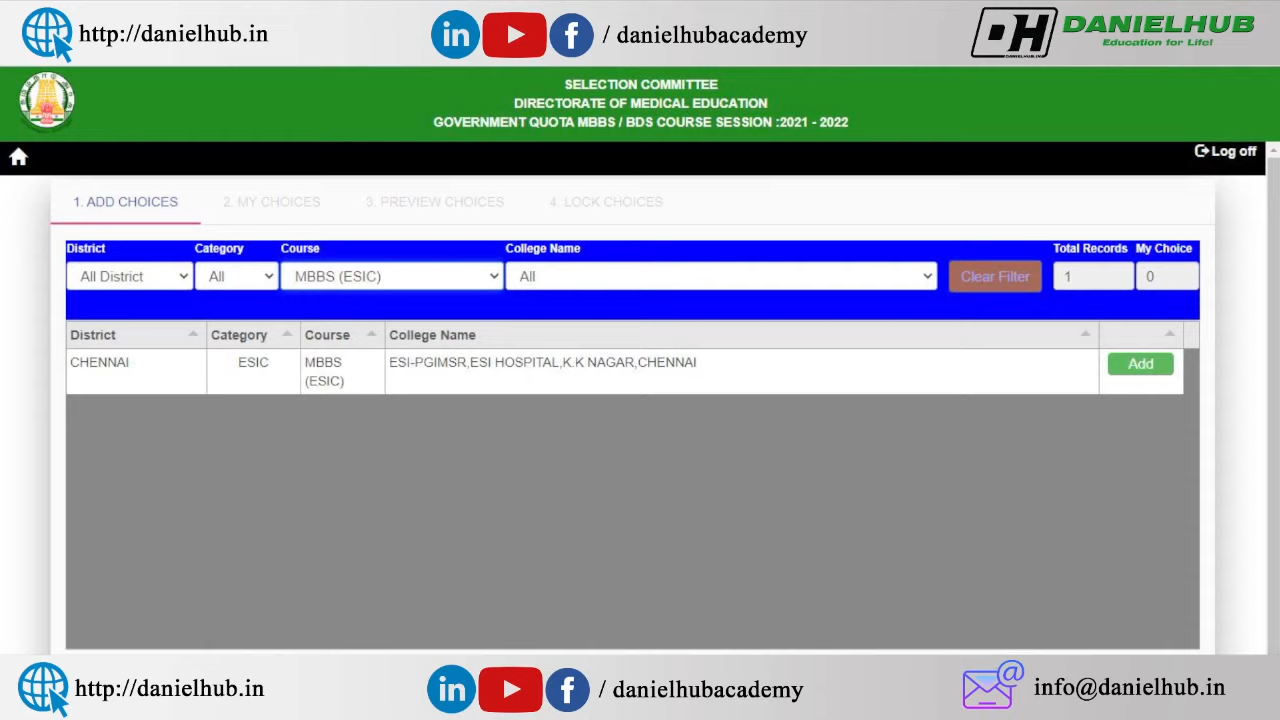 http://danielhub.in
/ danielhubacademy
DH
DANIELHUB.IN
DANIELHUB
Education for Life!
SELECTION COMMITTEE
DIRECTORATE OF MEDICAL EDUCATION
GOVERNMENT QUOTA MBBS / BDS COURSE SESSION :2021 - 2022
Log off
1. ADD CHOICES 2. MY CHOICES 3. PREVIEW CHOICES 4. LOCK CHOICES
District Category Course College Name Total Records My Choice
All District All MBBS (ESIC) All Clear Filter 1 0
District Category Course College Name
CHENNAI ESIC MBBS ESI-PGIMSR,ESI HOSPITAL,K.K NAGAR,CHENNAI Add
(ESIC)
http://danielhub.in / danielhubacademy info@danielhub.in